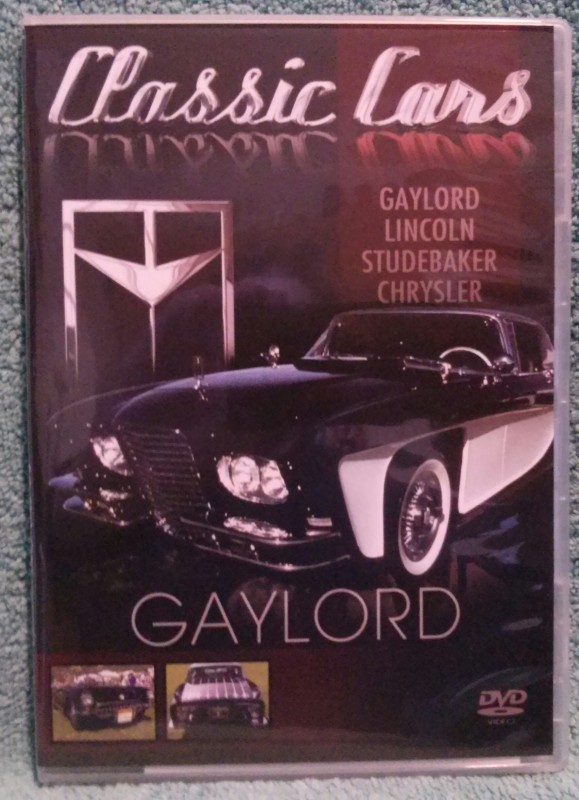 Classic Cars
GAYLORD
LINCOLN
STUDEBAKER
CHRYSLER
GAYLORD
DVD
VIDEO